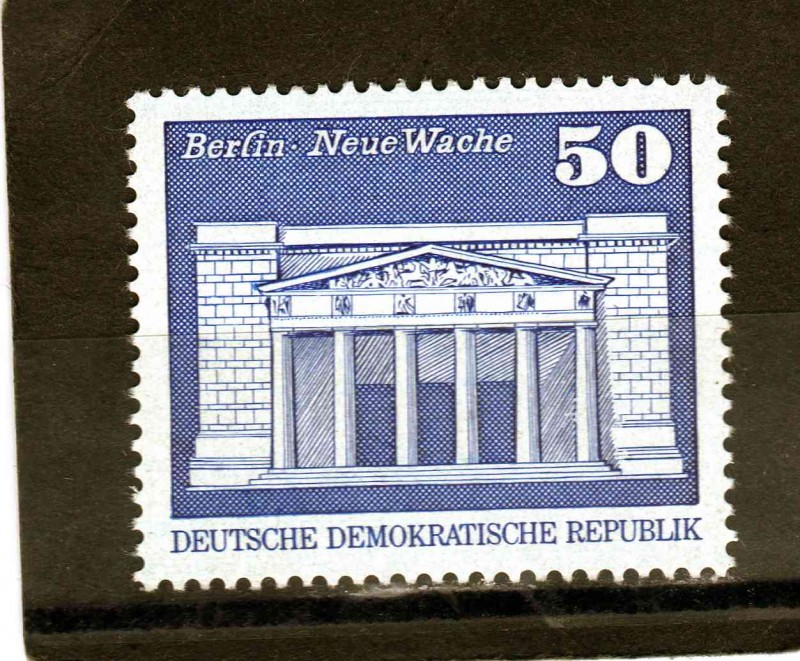 Berlin · Neue Wache 50
DEUTSCHE DEMOKRATISCHE REPUBLIK